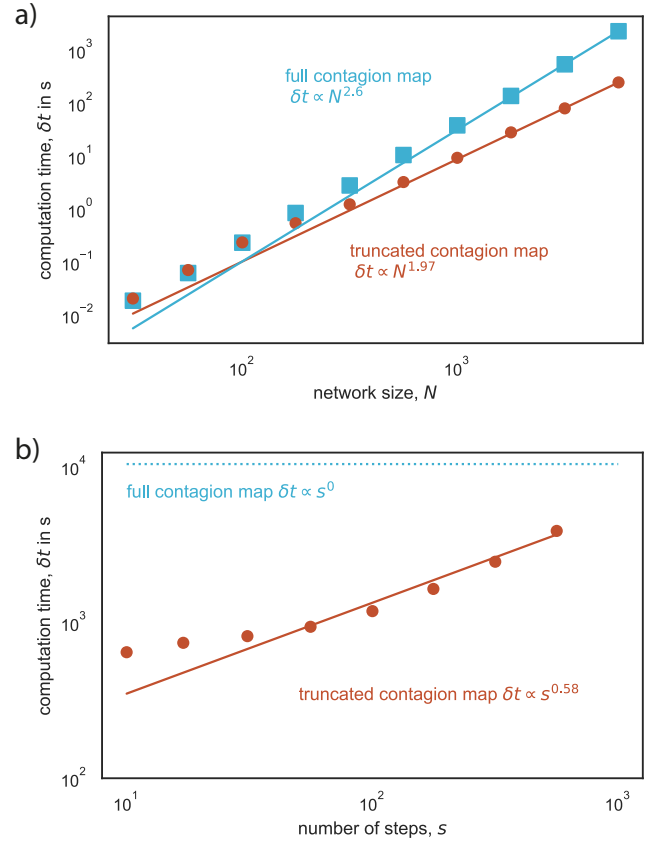 a)
10³
10²
10¹
10⁰
10⁻¹
10⁻²
computation time, δt in s
full contagion map
δt ∝ N^2.6
truncated contagion map
δt ∝ N^1.97
10²
10³
network size, N
b)
10⁴
10³
10²
computation time, δt in s
full contagion map δt ∝ s⁰
truncated contagion map δt ∝ s^0.58
10¹
10²
10³
number of steps, s